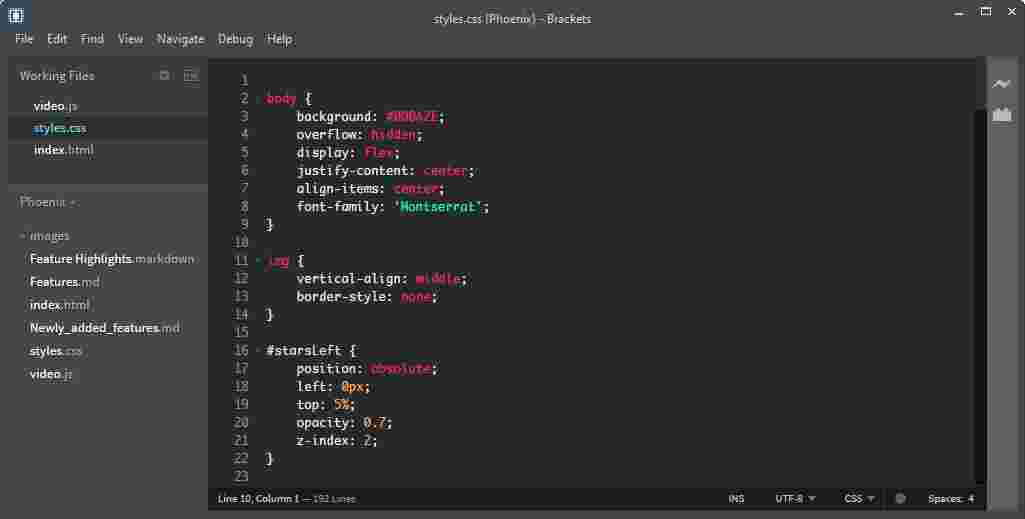 styles.css (Phoenix) - Brackets
File Edit Find View Navigate Debug Help
Working Files
video.js
styles.css
index.html
Phoenix
images
Feature Highlights.markdown
Features.md
index.html
Newly_added_features.md
styles.css
video.js
1
2 body {
3 background:
4 overflow: hidden;
5 display: flex;
6 justify-content: center;
7 align-items: center;
8 font-family: 'Montserrat';
9 }
10
11 img {
12 vertical-align: middle;
13 border-style: none;
14 }
15
16 #starsLeft {
17 position: absolute;
18 left: 0px;
19 top: 5%;
20 opacity: 0.7;
21 z-index: 2;
22 }
23
Line 10, Column 1 — 192 Lines INS UTF-8 CSS Spaces: 4